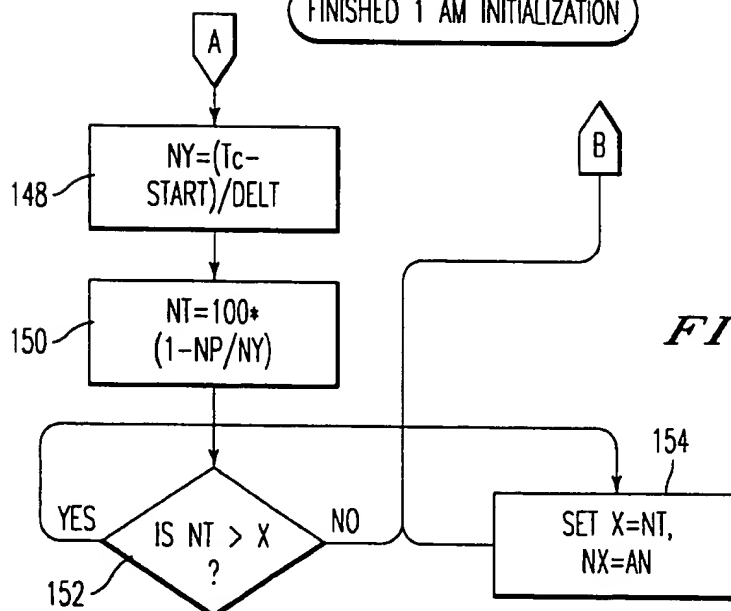 FINISHED 1 AM INITIALIZATION
A
B
NY=(Tc-
START)/DELT
148
NT=100*
(1-NP/NY)
150
FI
154
YES
IS NT > X
?
NO
152
SET X=NT,
NX=AN